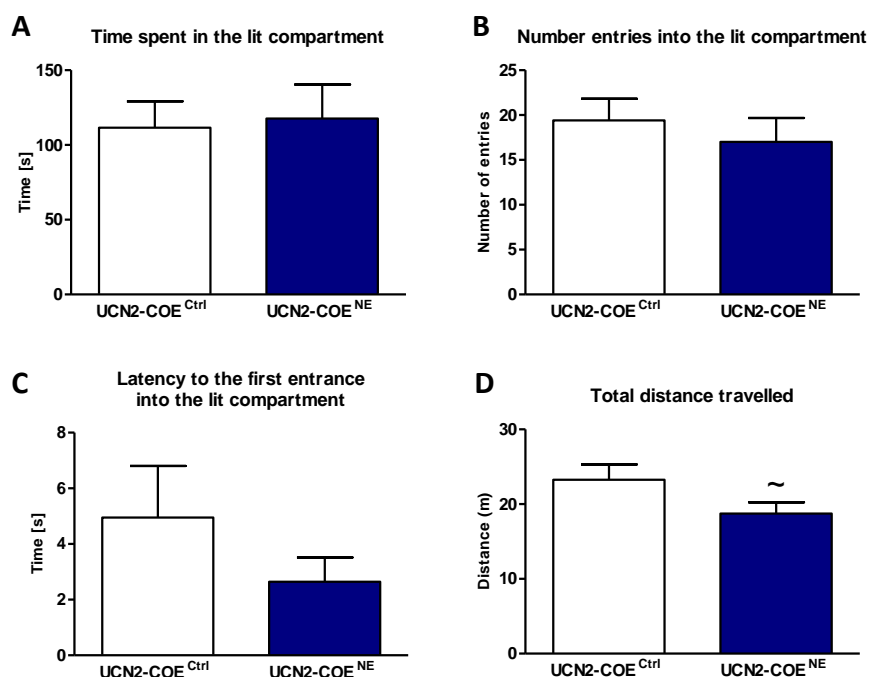 A
Time spent in the lit compartment
150
100
50
0
Time [s]
UCN2-COE Ctrl
UCN2-COE NE
B
Number entries into the lit compartment
25
20
15
10
5
0
Number of entries
UCN2-COE Ctrl
UCN2-COE NE
C
Latency to the first entrance
into the lit compartment
8
6
4
2
0
Time [s]
UCN2-COE Ctrl
UCN2-COE NE
D
Total distance travelled
30
20
10
0
Distance (m)
~
UCN2-COE Ctrl
UCN2-COE NE